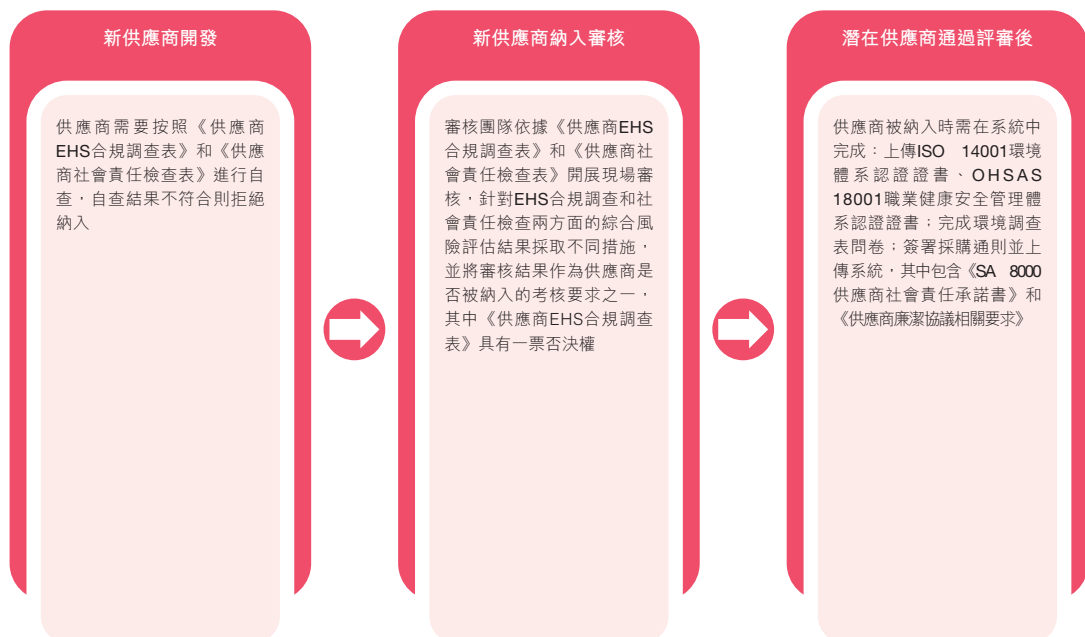 新供應商開發
供應商需要按照《供應商
EHS合規調查表》和《供應
商社會責任檢查表》進行自
查，自查結果不符合則拒絕
納入
新供應商納入審核
審核團隊依據《供應商EHS
合規調查表》和《供應商社
會責任檢查表》開展現場審
核，針對EHS合規調查和社
會責任檢查兩方面的綜合風
險評估結果採取不同措施，
並將審核結果作為供應商是
否被納入的考核要求之一，
其中《供應商EHS合規調查
表》具有一票否決權
潛在供應商通過評審後
供應商被納入時需在系統中
完成：上傳ISO 14001環境
體系認證證書、OHSAS
18001職業健康安全管理體
系認證證書；完成環境調查
表問卷；簽署採購通則並上
傳系統，其中包含《SA 8000
供應商社會責任承諾書》和
《供應商廉潔協議相關要求》